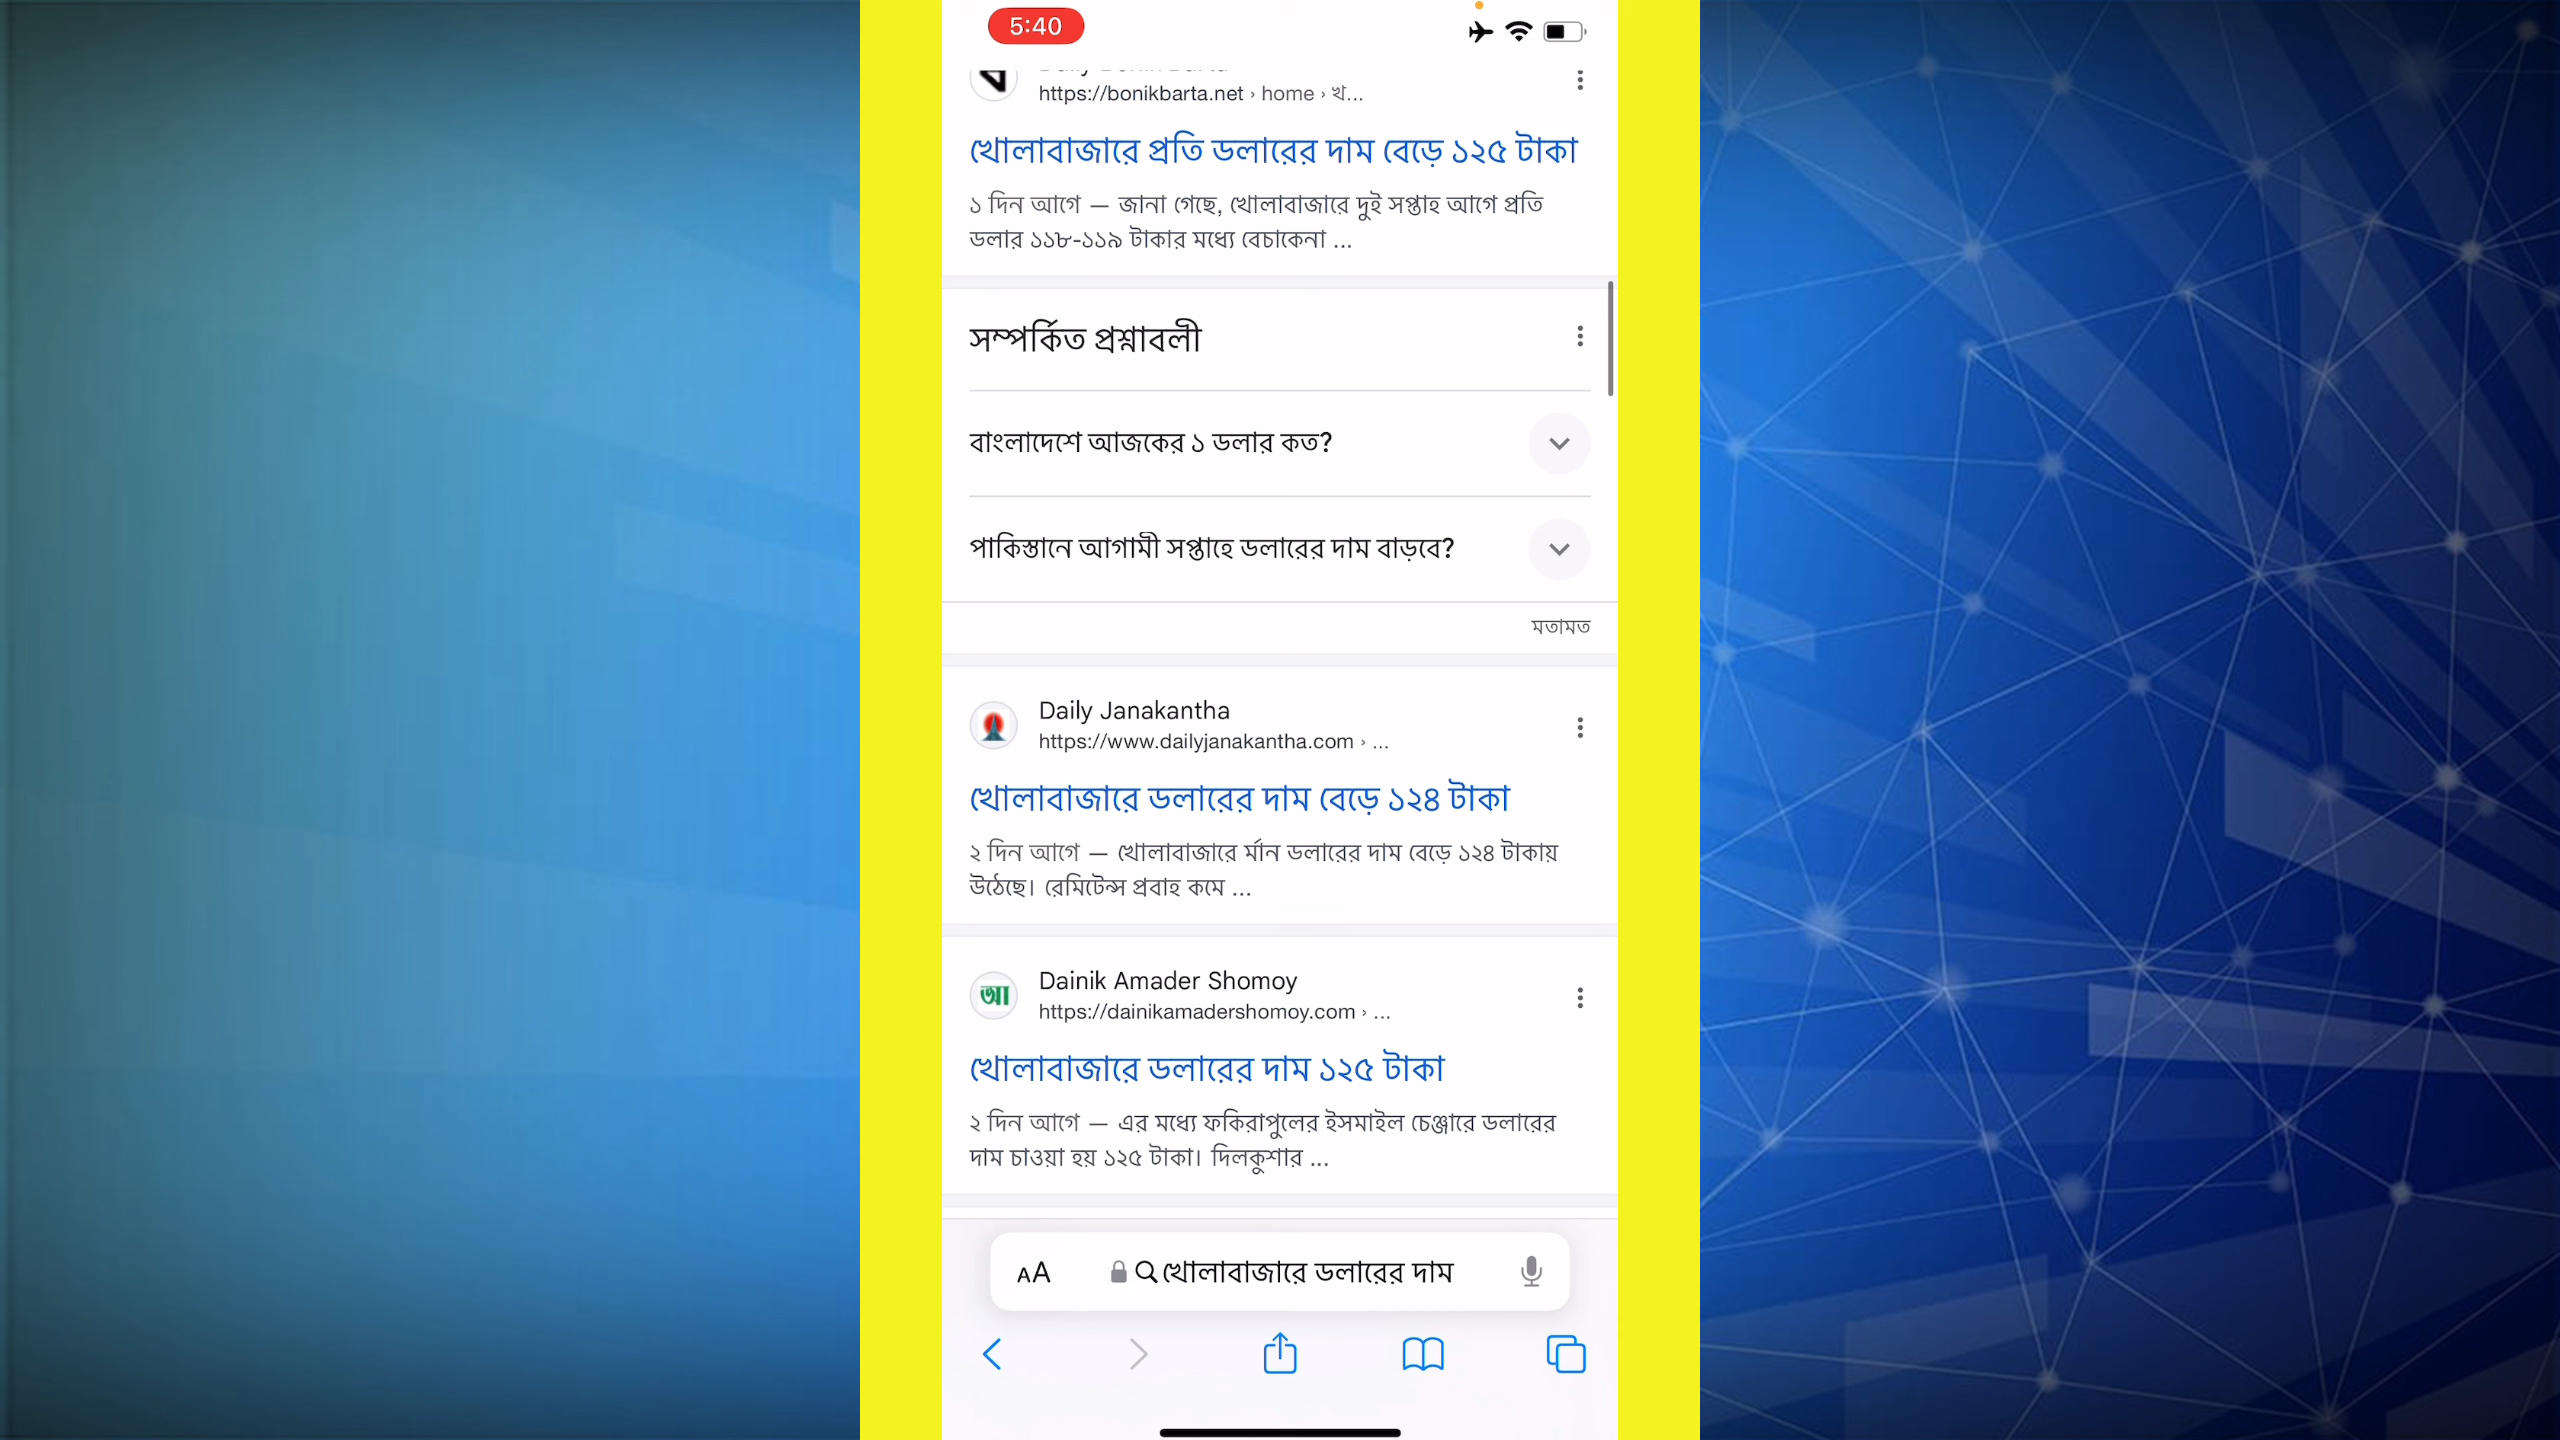 5:40
https://bonikbarta.net › home › খ...
খোলাবাজারে প্রতি ডলারের দাম বেড়ে ১২৫ টাকা
১ দিন আগে — জানা গেছে, খোলাবাজারে দুই সপ্তাহ আগে প্রতি
ডলার ১১৮-১১৯ টাকার মধ্যে বেচাকেনা ...
সম্পর্কিত প্রশ্নাবলী
বাংলাদেশে আজকের ১ ডলার কত?
পাকিস্তানে আগামী সপ্তাহে ডলারের দাম বাড়বে?
মতামত
Daily Janakantha
https://www.dailyjanakantha.com › ...
খোলাবাজারে ডলারের দাম বেড়ে ১২৪ টাকা
২ দিন আগে — খোলাবাজারে র্মান ডলারের দাম বেড়ে ১২৪ টাকায়
উঠেছে। রেমিটেন্স প্রবাহ কমে ...
আ
Dainik Amader Shomoy
https://dainikamadershomoy.com › ...
খোলাবাজারে ডলারের দাম ১২৫ টাকা
২ দিন আগে — এর মধ্যে ফকিরাপুলের ইসমাইল চেঞ্জারে ডলারের
দাম চাওয়া হয় ১২৫ টাকা। দিলকুশার ...
AA খোলাবাজারে ডলারের দাম